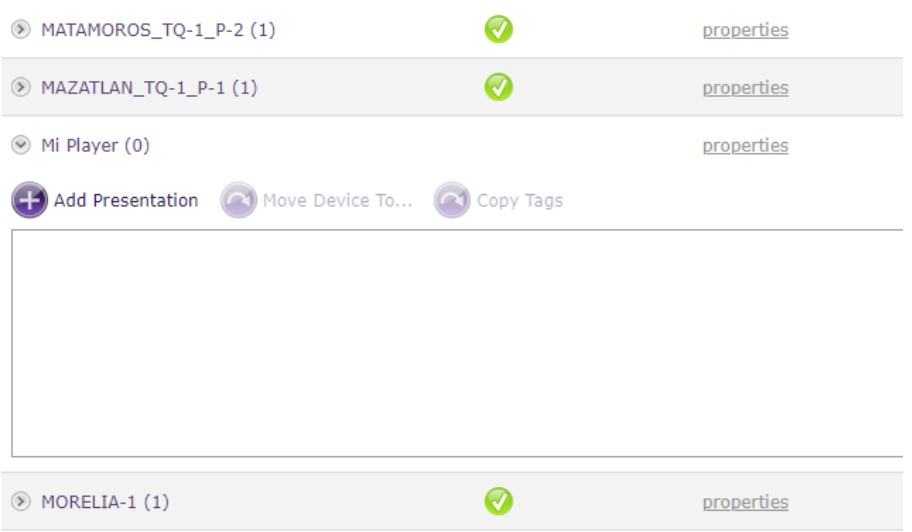 MATAMOROS_TQ-1_P-2 (1) properties
MAZATLAN_TQ-1_P-1 (1) properties
Mi Player (0) properties
Add Presentation Move Device To... Copy Tags
MORELIA-1 (1) properties